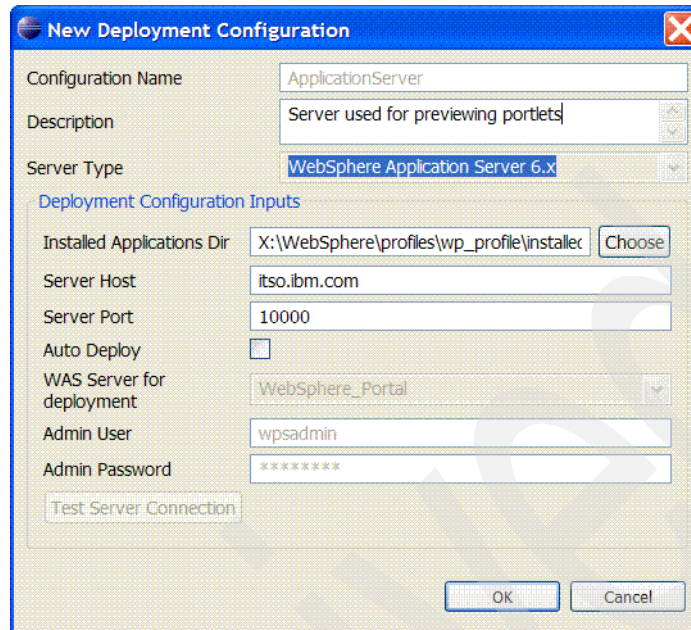 New Deployment Configuration
Configuration Name ApplicationServer
Description Server used for previewing portlets
Server Type WebSphere Application Server 6.x
Deployment Configuration Inputs
Installed Applications Dir X:\WebSphere\profiles\wp_profile\installed Choose
Server Host itso.ibm.com
Server Port 10000
Auto Deploy
WAS Server for
deployment WebSphere_Portal
Admin User wpsadmin
Admin Password ********
Test Server Connection
OK Cancel